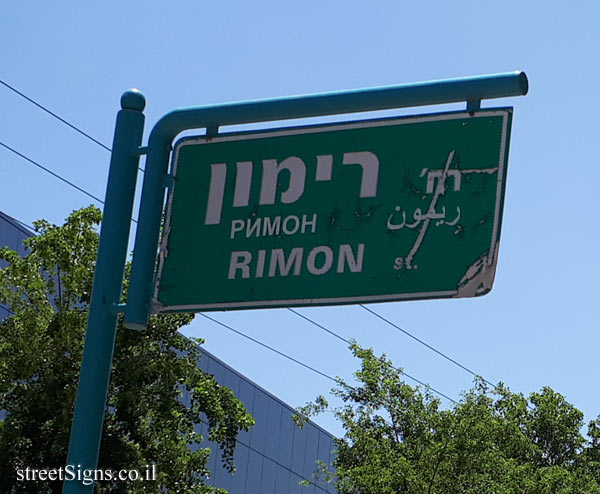 רח' רימון
ريمون
РИМОН
RIMON st.
streetSigns.co.il